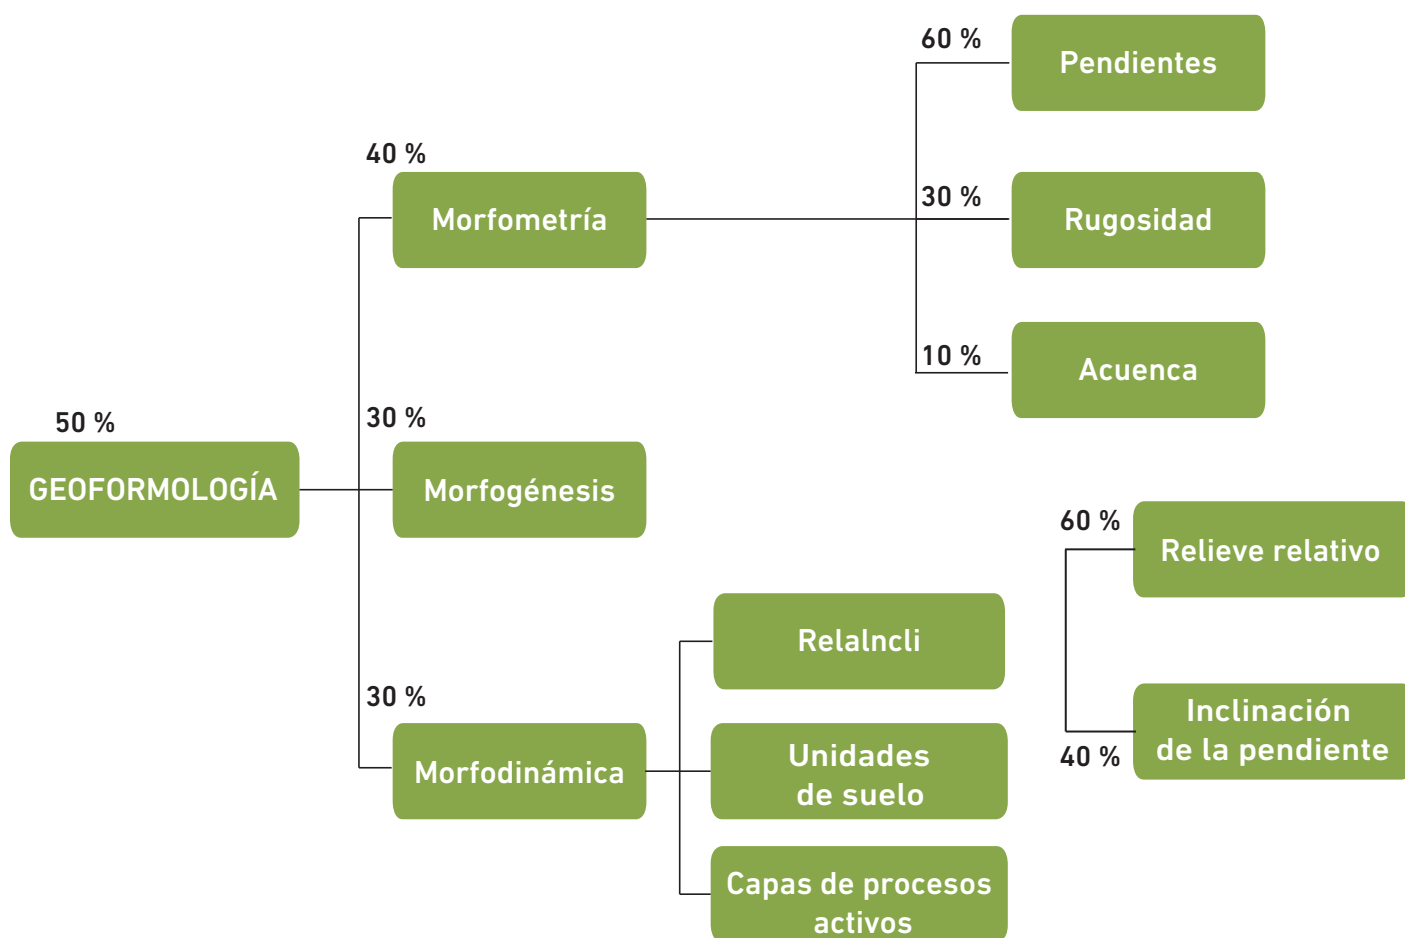 60 %
Pendientes
40 %
Morfometría
30 %
Rugosidad
10 %
Acuenca
50 %
GEOFORMOLOGÍA
30 %
Morfogénesis
60 %
Relieve relativo
Relalncli
30 %
Morfodinámica
Unidades
de suelo
40 %
Inclinación
de la pendiente
Capas de procesos
activos